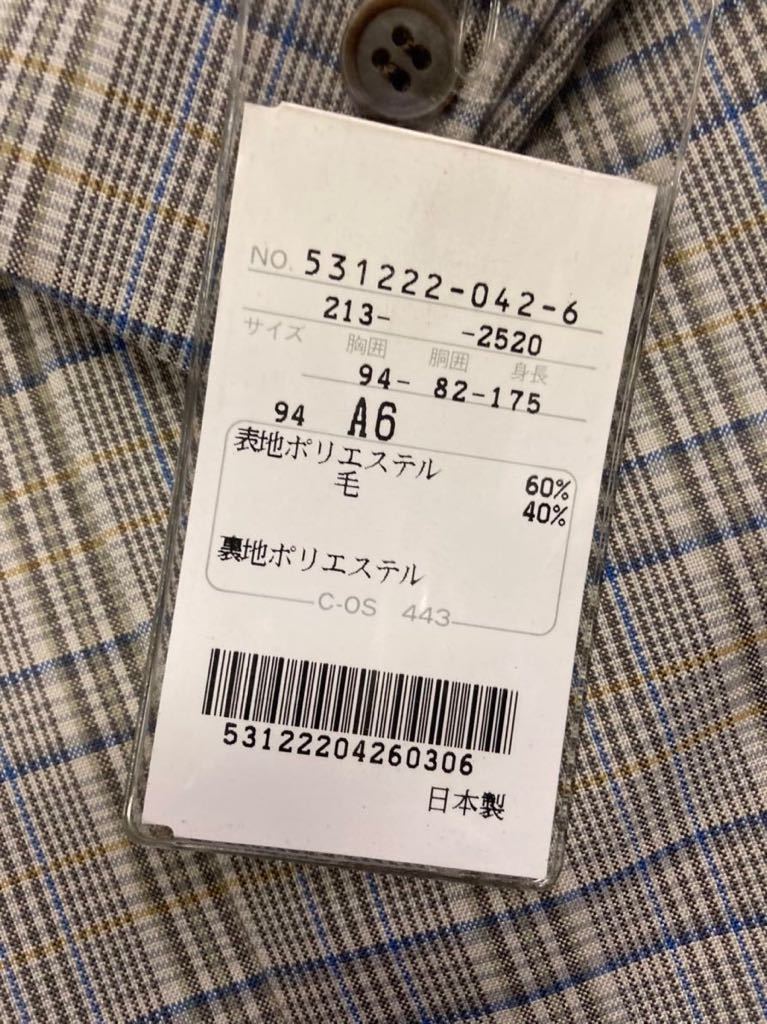 NO. 531222-042-6
213- -2520
サイズ 胸囲 胴囲 身長
94- 82-175
94 A6
表地ポリエステル 60%
毛 40%
裏地ポリエステル
C-OS 443
53122204260306
日本製